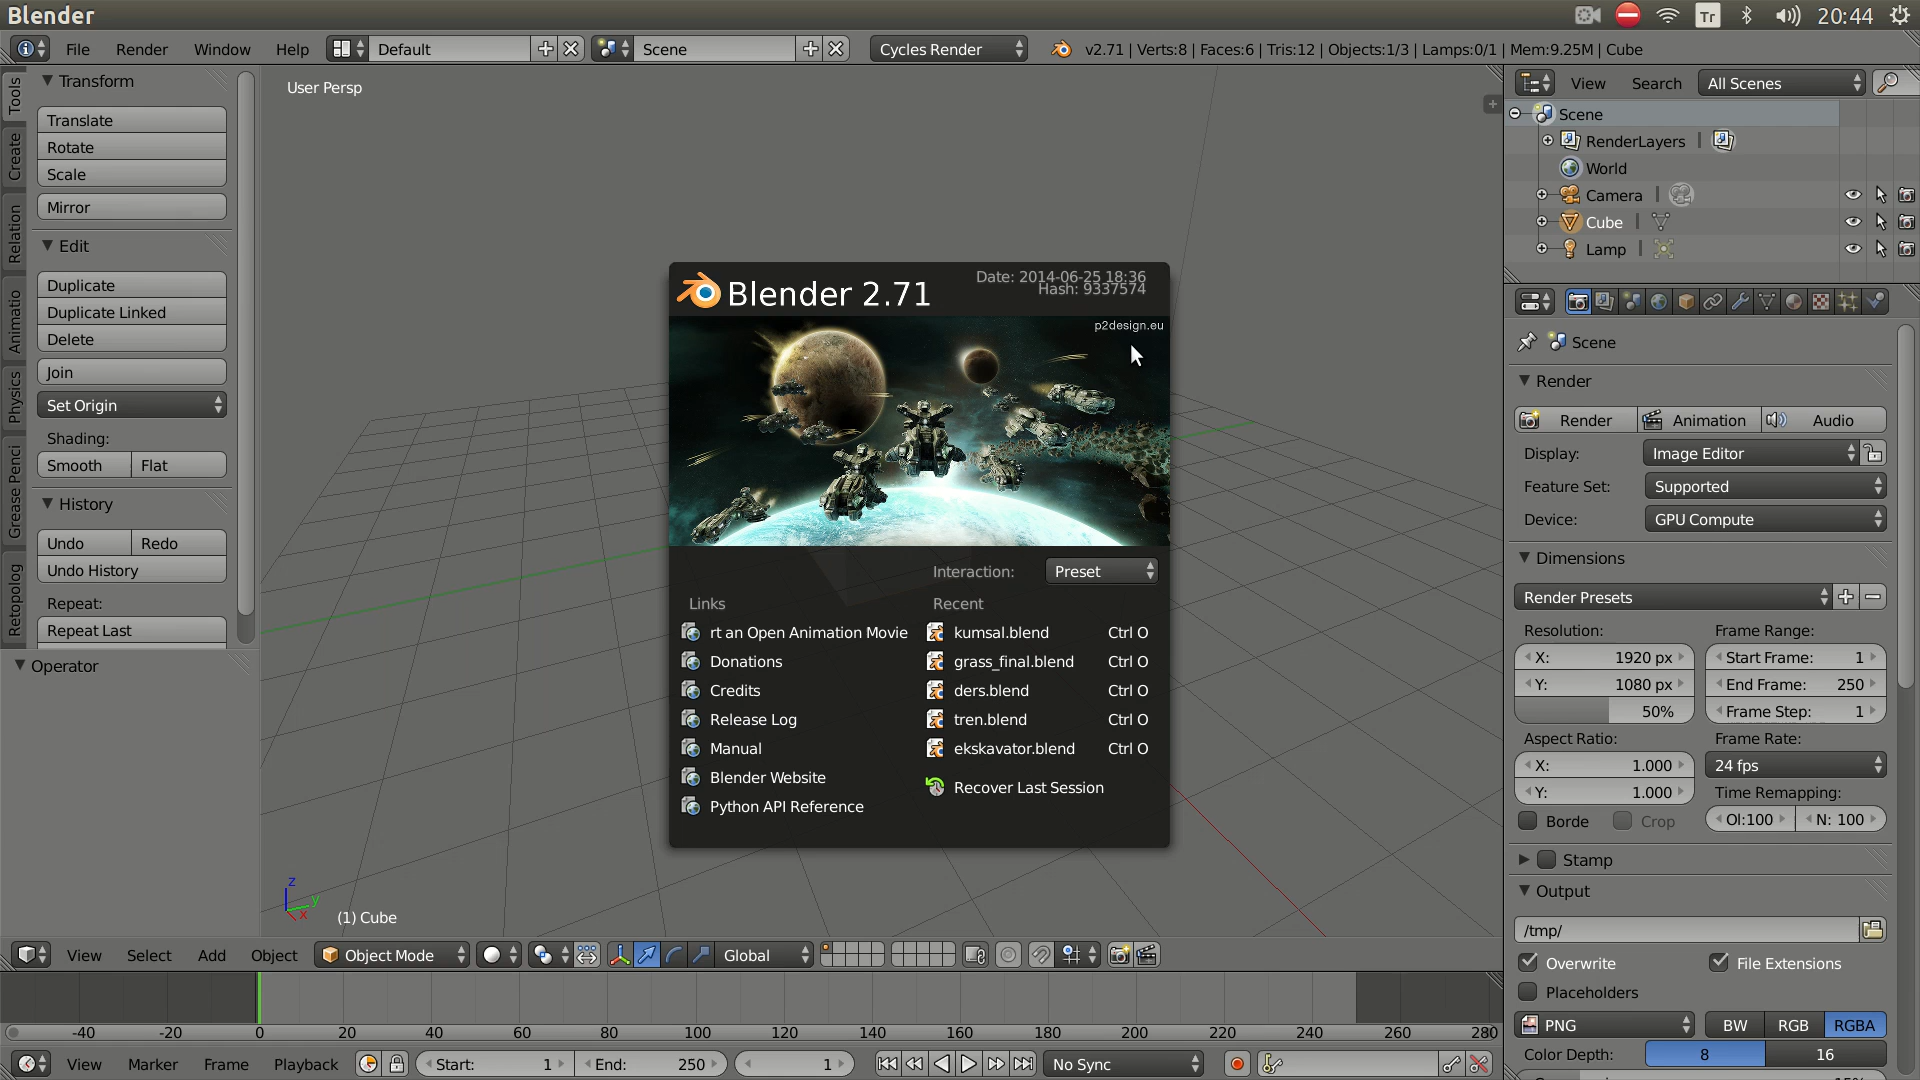 Blender
Tr
20:44
File Render Window Help Default Scene Cycles Render v2.71 | Verts:8 | Faces:6 | Tris:12 | Objects:1/3 | Lamps:0/1 | Mem:9.25M | Cube
Tools
Create
Relation
Animatio
Physics
Grease Penci
Retopolog
Transform
Translate
Rotate
Scale
Mirror
Edit
Duplicate
Duplicate Linked
Delete
Join
Set Origin
Shading:
Smooth Flat
History
Undo Redo
Undo History
Repeat:
Repeat Last
Operator
User Persp
Blender 2.71
Date: 2014-06-25 18:36
Hash: 9337574
p2design.eu
Interaction: Preset
Links
rt an Open Animation Movie
Donations
Credits
Release Log
Manual
Blender Website
Python API Reference
Recent
kumsal.blend Ctrl O
grass_final.blend Ctrl O
ders.blend Ctrl O
tren.blend Ctrl O
ekskavator.blend Ctrl O
Recover Last Session
z
y
x
(1) Cube
View Select Add Object Object Mode Global
-40 -20 0 20 40 60 80 100 120 140 160 180 200 220 240 260 280
View Marker Frame Playback Start: 1 End: 250 1 No Sync
View Search All Scenes
Scene
RenderLayers
World
Camera
Cube
Lamp
Scene
Render
Render Animation Audio
Display: Image Editor
Feature Set: Supported
Device: GPU Compute
Dimensions
Render Presets
Resolution: Frame Range:
X: 1920 px Start Frame: 1
Y: 1080 px End Frame: 250
50% Frame Step: 1
Aspect Ratio: Frame Rate:
X: 1.000 24 fps
Y: 1.000 Time Remapping:
Borde Crop Ol:100 N: 100
Stamp
Output
/tmp/
Overwrite File Extensions
Placeholders
PNG BW RGB RGBA
Color Depth: 8 16